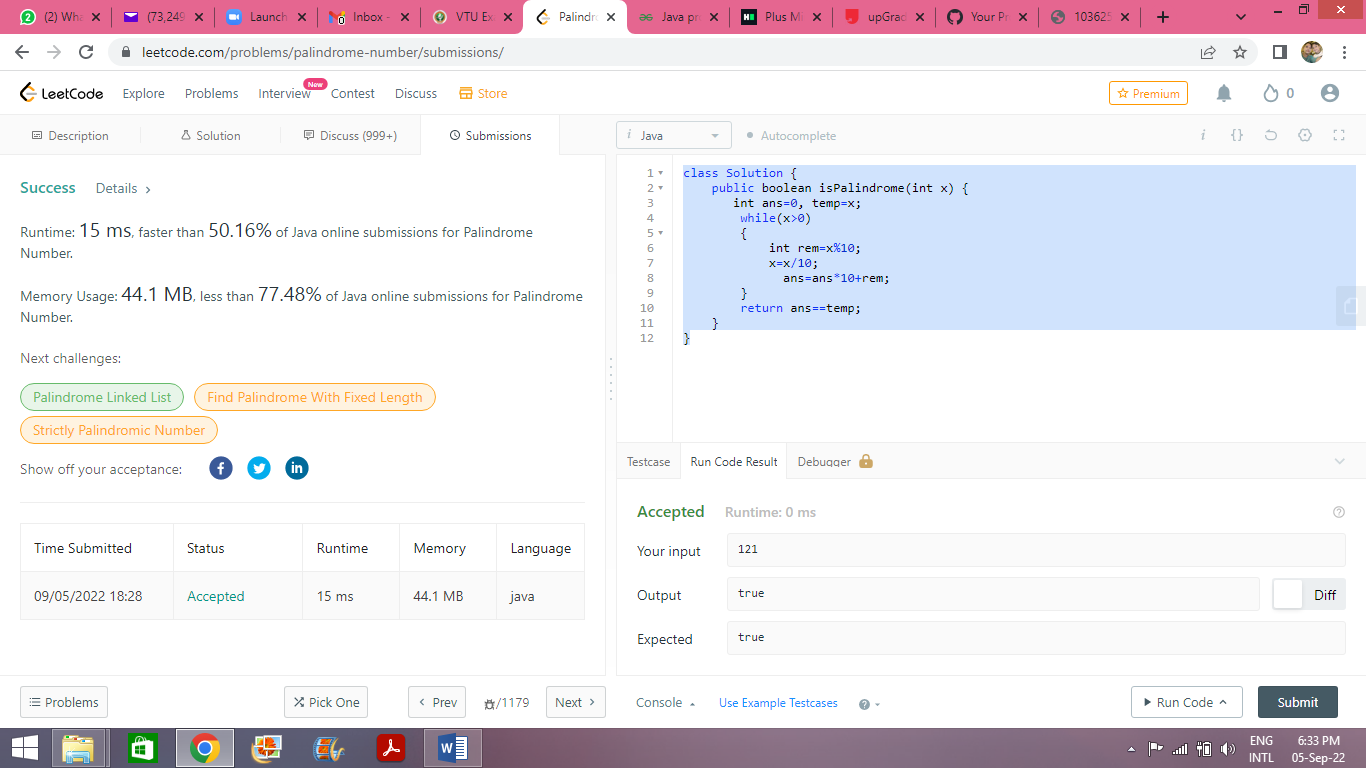 (2) Wha
(73,249
Launch
Inbox -
VTU Ex
Palindr
Java pr
Plus Mi
upGrad
Your Pr
103625
leetcode.com/problems/palindrome-number/submissions/
LeetCode
Explore
Problems
Interview
New
Contest
Discuss
Store
Premium
0
Description
Solution
Discuss (999+)
Submissions
i Java
Autocomplete
i {}
Success Details >
Runtime: 15 ms, faster than 50.16% of Java online submissions for Palindrome
Number.
Memory Usage: 44.1 MB, less than 77.48% of Java online submissions for Palindrome
Number.
Next challenges:
Palindrome Linked List
Find Palindrome With Fixed Length
Strictly Palindromic Number
Show off your acceptance:
Time Submitted Status Runtime Memory Language
09/05/2022 18:28 Accepted 15 ms 44.1 MB java
1 class Solution {
2 public boolean isPalindrome(int x) {
3 int ans=0, temp=x;
4 while(x>0)
5 {
6 int rem=x%10;
7 x=x/10;
8 ans=ans*10+rem;
9 }
10 return ans==temp;
11 }
12 }
Testcase
Run Code Result
Debugger
Accepted Runtime: 0 ms
Your input 121
Output true Diff
Expected true
Problems
Pick One
< Prev
/1179
Next >
Console
Use Example Testcases
Run Code
Submit
ENG
INTL
6:33 PM
05-Sep-22